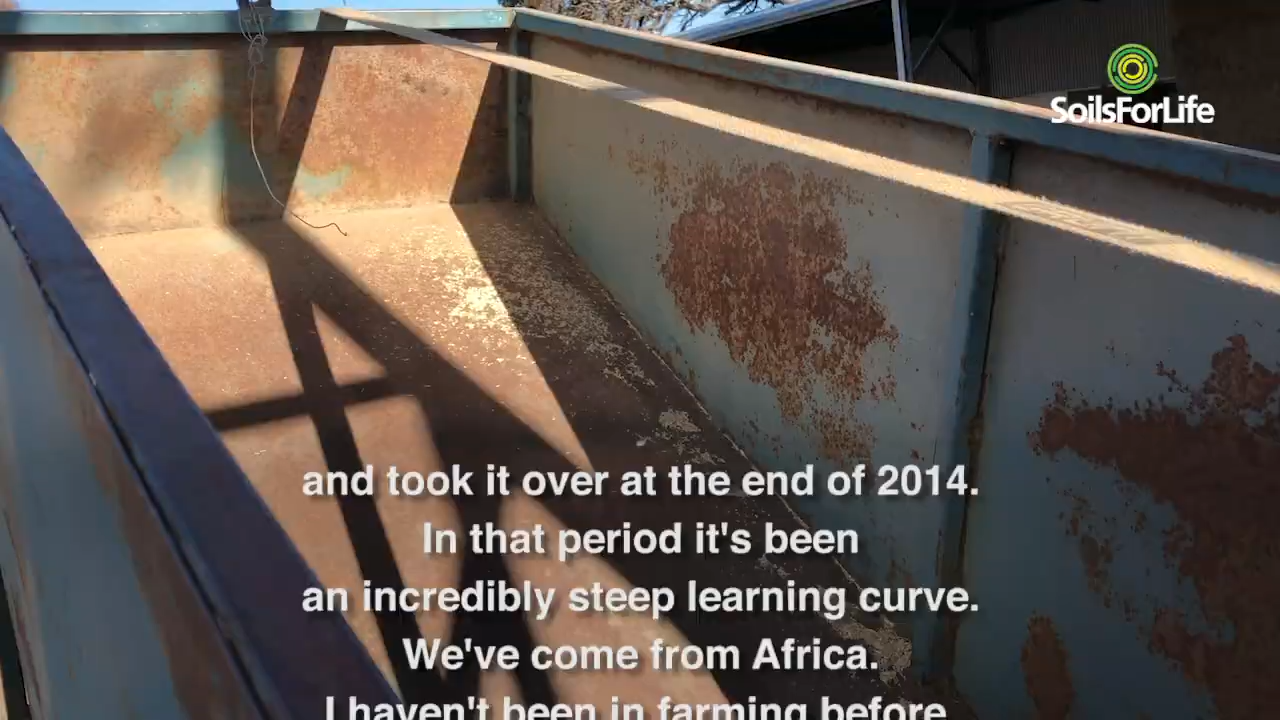 SoilsForLife
and took it over at the end of 2014.
In that period it's been
an incredibly steep learning curve.
We've come from Africa.
I haven't been in farming before